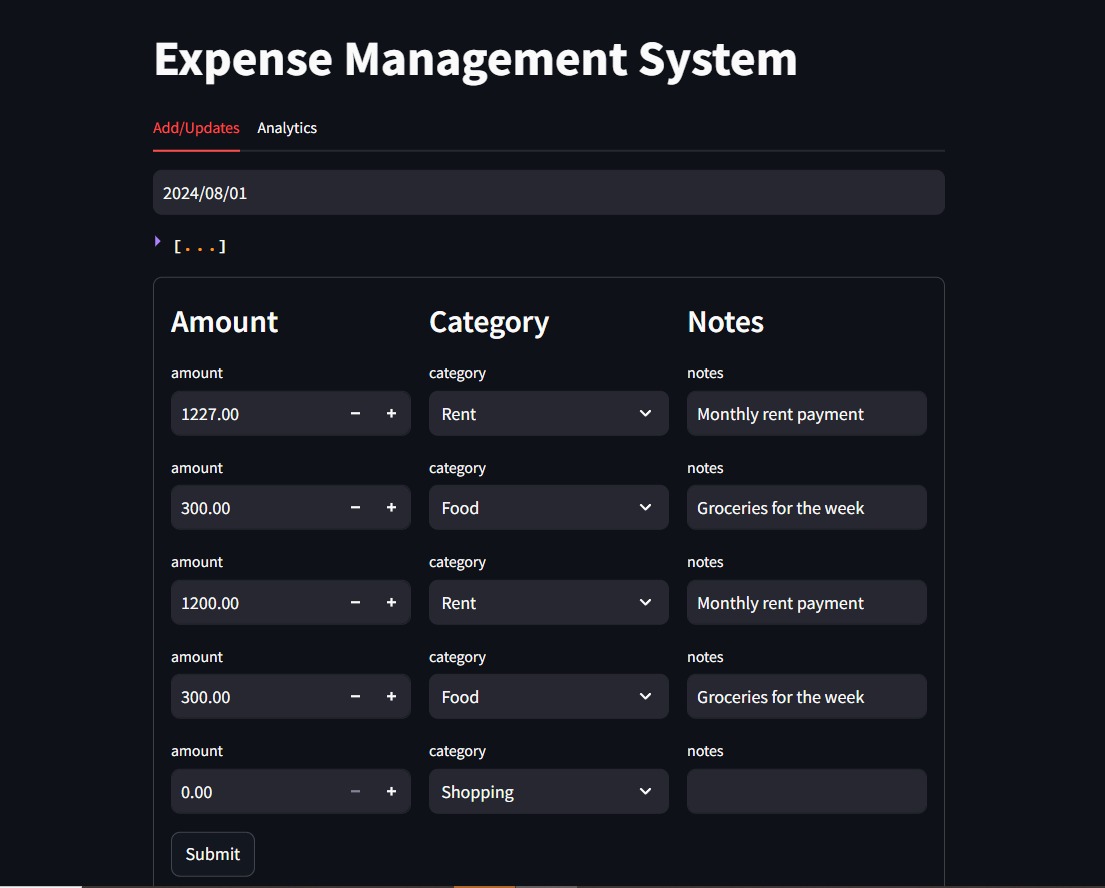 Expense Management System
Add/Updates Analytics
2024/08/01
[...]
Amount Category Notes
amount category notes
1227.00 Rent Monthly rent payment
amount category notes
300.00 Food Groceries for the week
amount category notes
1200.00 Rent Monthly rent payment
amount category notes
300.00 Food Groceries for the week
amount category notes
0.00 Shopping
Submit